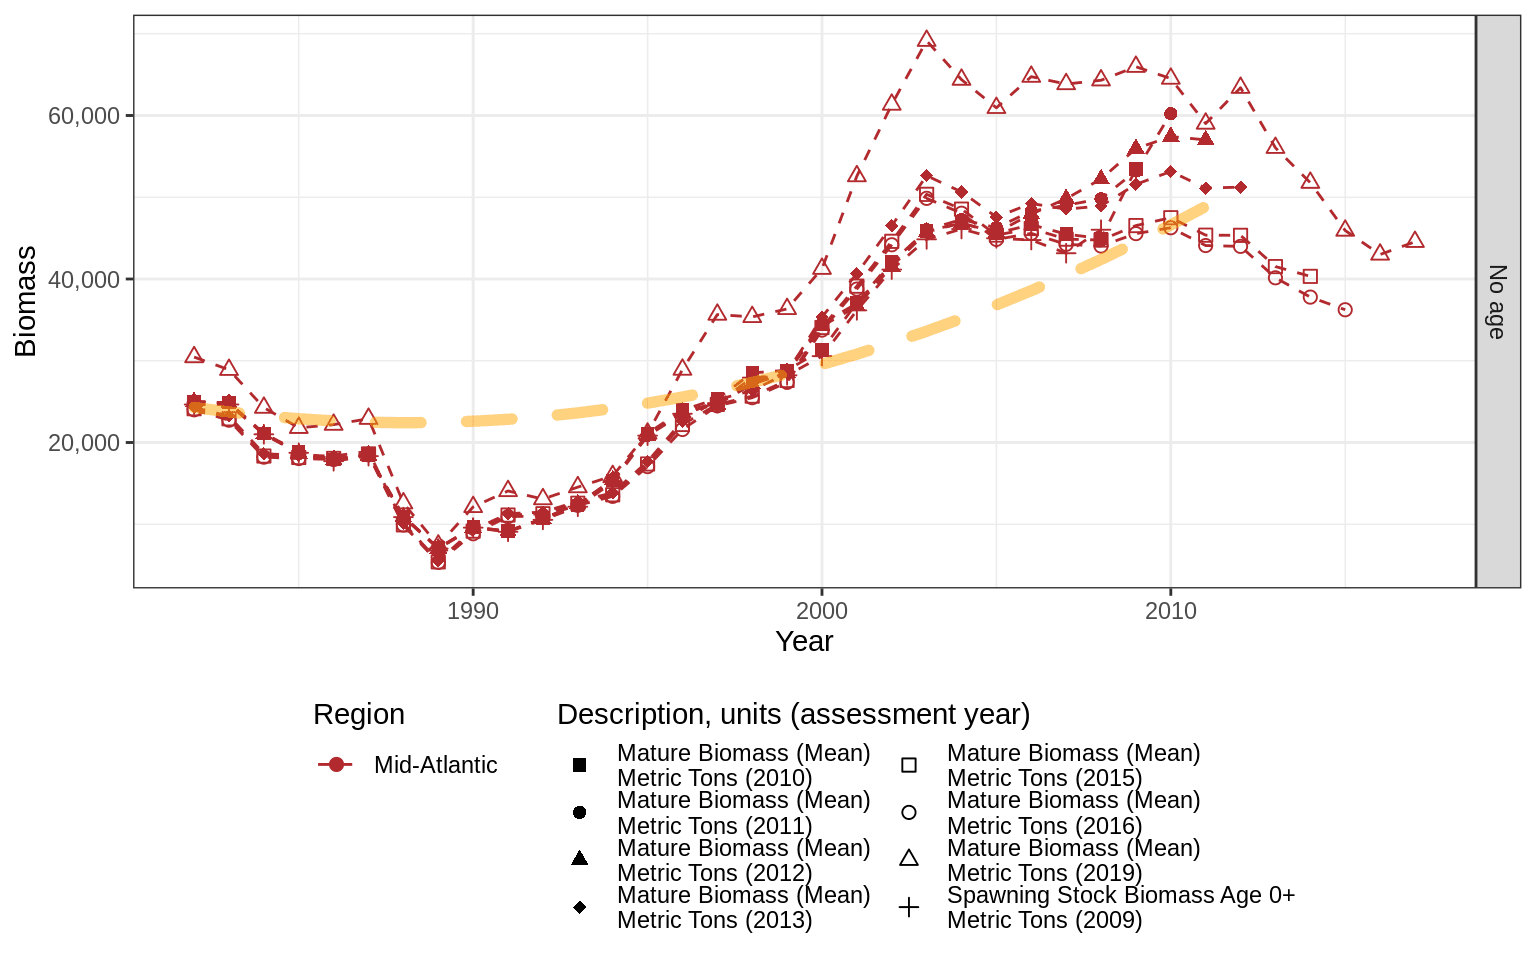 60,000
40,000
20,000
Biomass
No age
1990
2000
2010
Year
Region
Mid-Atlantic
Description, units (assessment year)
Mature Biomass (Mean)
Metric Tons (2010)
Mature Biomass (Mean)
Metric Tons (2011)
Mature Biomass (Mean)
Metric Tons (2012)
Mature Biomass (Mean)
Metric Tons (2013)
Mature Biomass (Mean)
Metric Tons (2015)
Mature Biomass (Mean)
Metric Tons (2016)
Mature Biomass (Mean)
Metric Tons (2019)
Spawning Stock Biomass Age 0+
Metric Tons (2009)